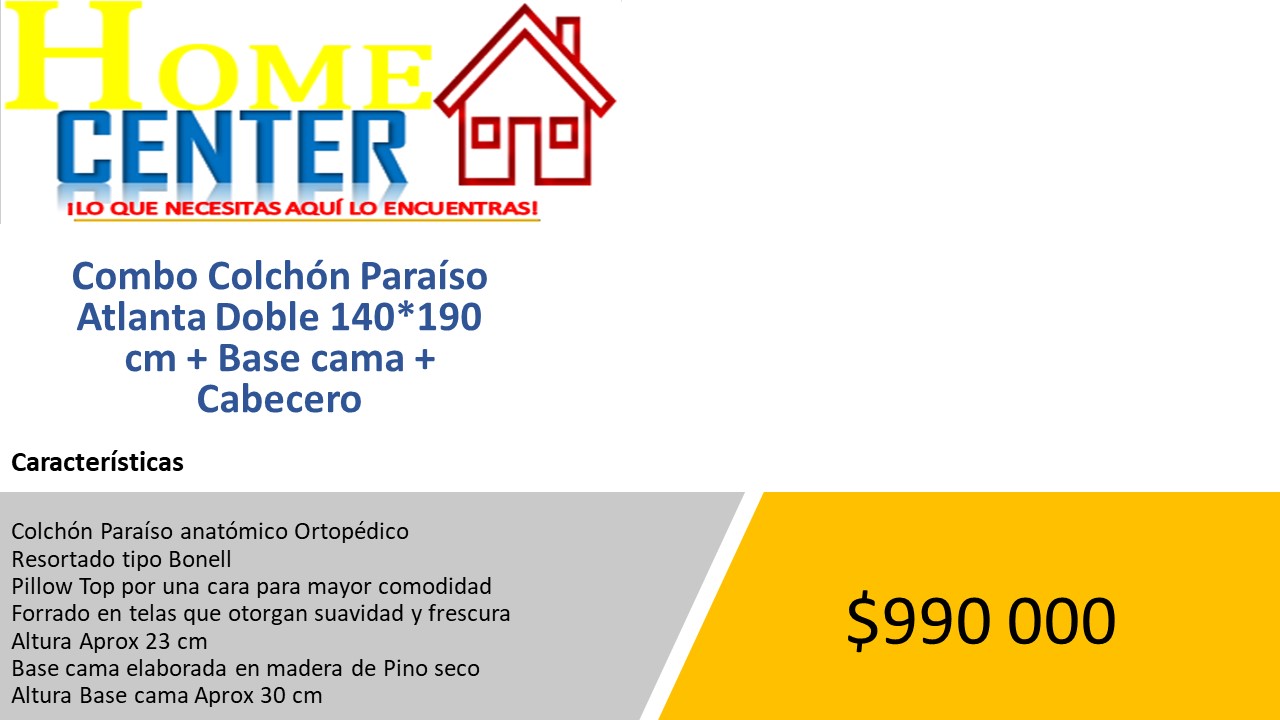 HOME
CENTER
¡LO QUE NECESITAS AQUÍ LO ENCUENTRAS!
Combo Colchón Paraíso
Atlanta Doble 140*190
cm + Base cama +
Cabecero
Características
Colchón Paraíso anatómico Ortopédico
Resortado tipo Bonell
Pillow Top por una cara para mayor comodidad
Forrado en telas que otorgan suavidad y frescura
Altura Aprox 23 cm
Base cama elaborada en madera de Pino seco
Altura Base cama Aprox 30 cm
$990 000